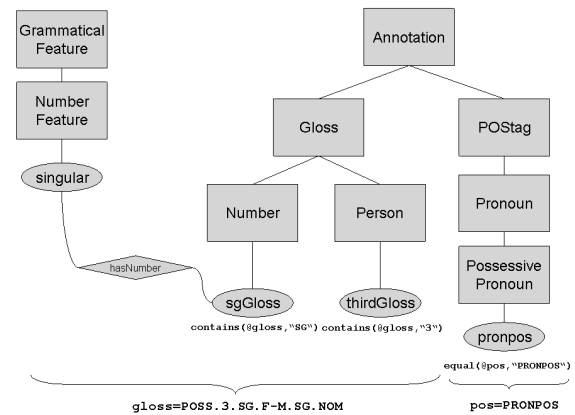 Grammatical
Feature
Number
Feature
singular
hasNumber
Annotation
Gloss
POStag
Number
Person
Pronoun
Possessive
Pronoun
sgGloss
thirdGloss
pronpos
contains(@gloss,"SG")
contains(@gloss,"3")
equal(@pos,"PRONPOS")
gloss=POSS.3.SG.F-M.SG.NOM
pos=PRONPOS